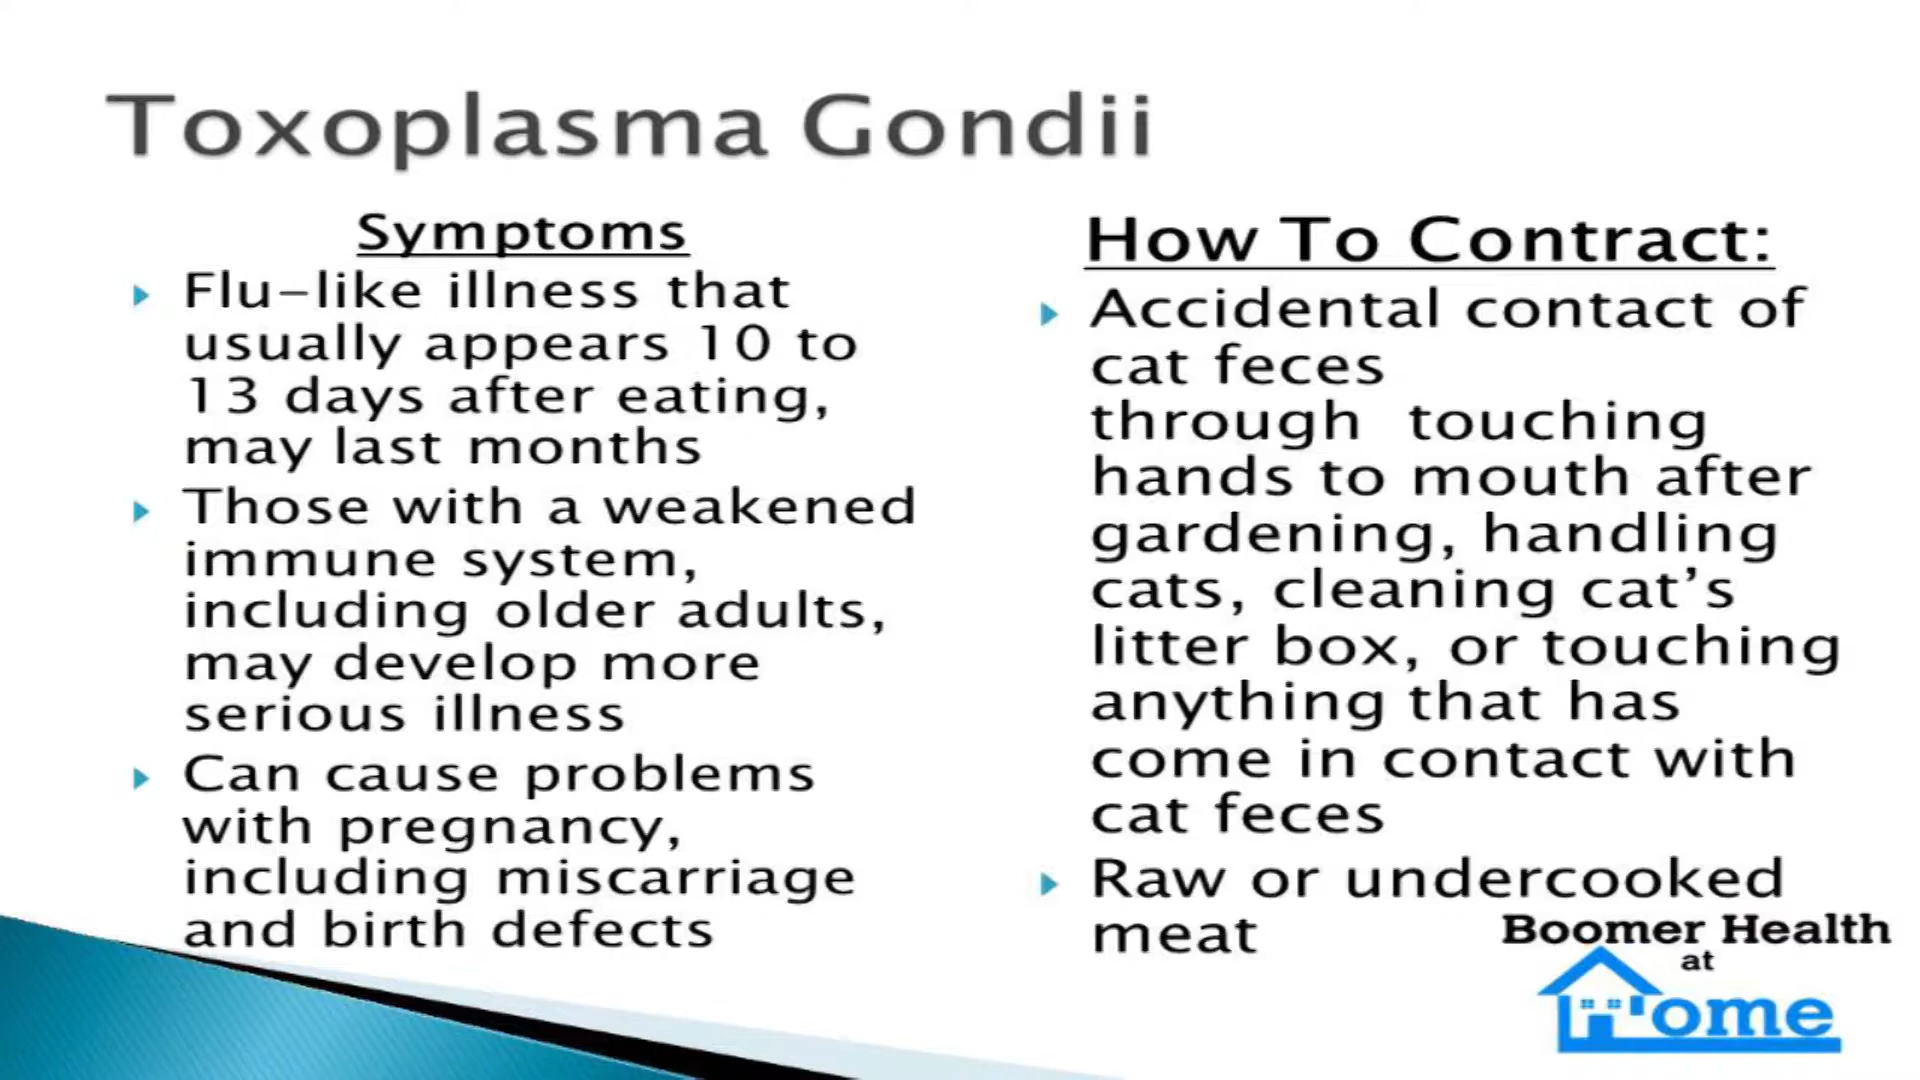 Toxoplasma Gondii
Symptoms
Flu-like illness that
usually appears 10 to
13 days after eating,
may last months
Those with a weakened
immune system,
including older adults,
may develop more
serious illness
Can cause problems
with pregnancy,
including miscarriage
and birth defects
How To Contract:
Accidental contact of
cat feces
through touching
hands to mouth after
gardening, handling
cats, cleaning cat's
litter box, or touching
anything that has
come in contact with
cat feces
Raw or undercooked
meat
Boomer Health
at
Home